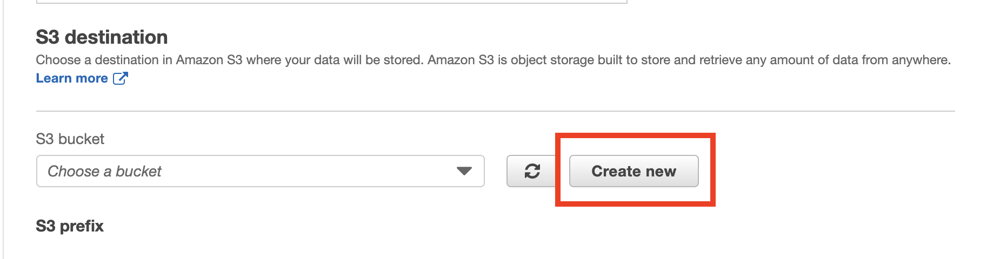 S3 destination
Choose a destination in Amazon S3 where your data will be stored. Amazon S3 is object storage built to store and retrieve any amount of data from anywhere.
Learn more
S3 bucket
Choose a bucket
Create new
S3 prefix